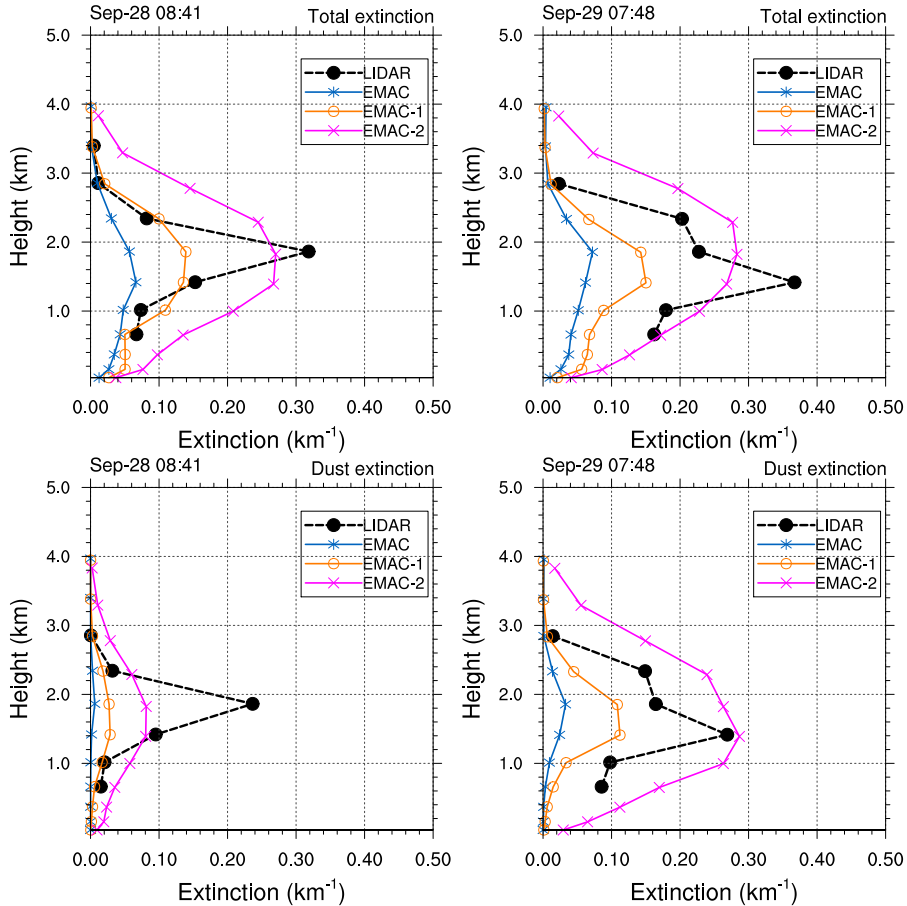 Sep-28 08:41 Total extinction
5.0
4.0
3.0
2.0
1.0
Height (km)
LIDAR
EMAC
EMAC-1
EMAC-2
0.00 0.10 0.20 0.30 0.40 0.50
Extinction (km⁻¹)
Sep-29 07:48 Total extinction
5.0
4.0
3.0
2.0
1.0
Height (km)
LIDAR
EMAC
EMAC-1
EMAC-2
0.00 0.10 0.20 0.30 0.40 0.50
Extinction (km⁻¹)
Sep-28 08:41 Dust extinction
5.0
4.0
3.0
2.0
1.0
Height (km)
LIDAR
EMAC
EMAC-1
EMAC-2
0.00 0.10 0.20 0.30 0.40 0.50
Extinction (km⁻¹)
Sep-29 07:48 Dust extinction
5.0
4.0
3.0
2.0
1.0
Height (km)
LIDAR
EMAC
EMAC-1
EMAC-2
0.00 0.10 0.20 0.30 0.40 0.50
Extinction (km⁻¹)